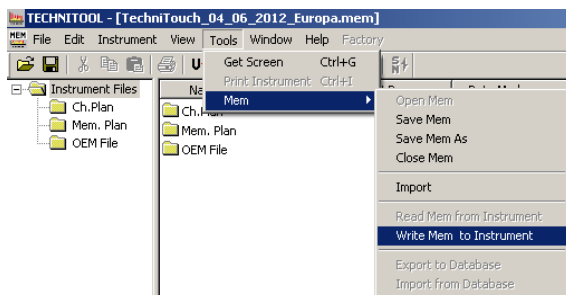 TECHNITOOL - [TechniTouch_04_06_2012_Europa.mem]
MEM File Edit Instrument View Tools Window Help Factory
U
Get Screen Ctrl+G
Print Instrument Ctrl+I
Mem
Instrument Files
Ch.Plan
Mem. Plan
OEM File
Na
Ch.Plan
Mem. Plan
OEM File
Open Mem
Save Mem
Save Mem As
Close Mem
Import
Read Mem from Instrument
Write Mem to Instrument
Export to Database
Import from Database